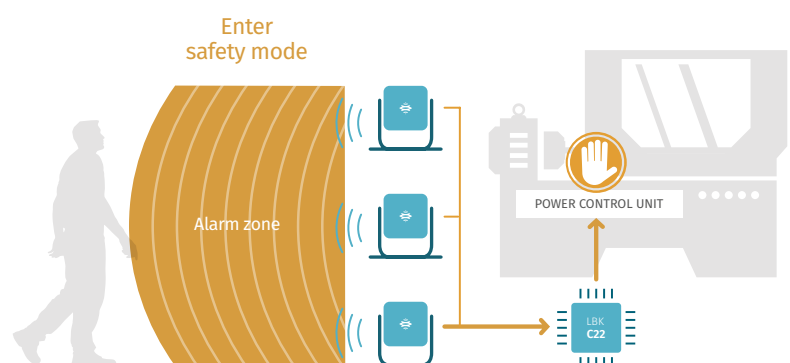 Enter
safety mode
Alarm zone
POWER CONTROL UNIT
LBK
C22